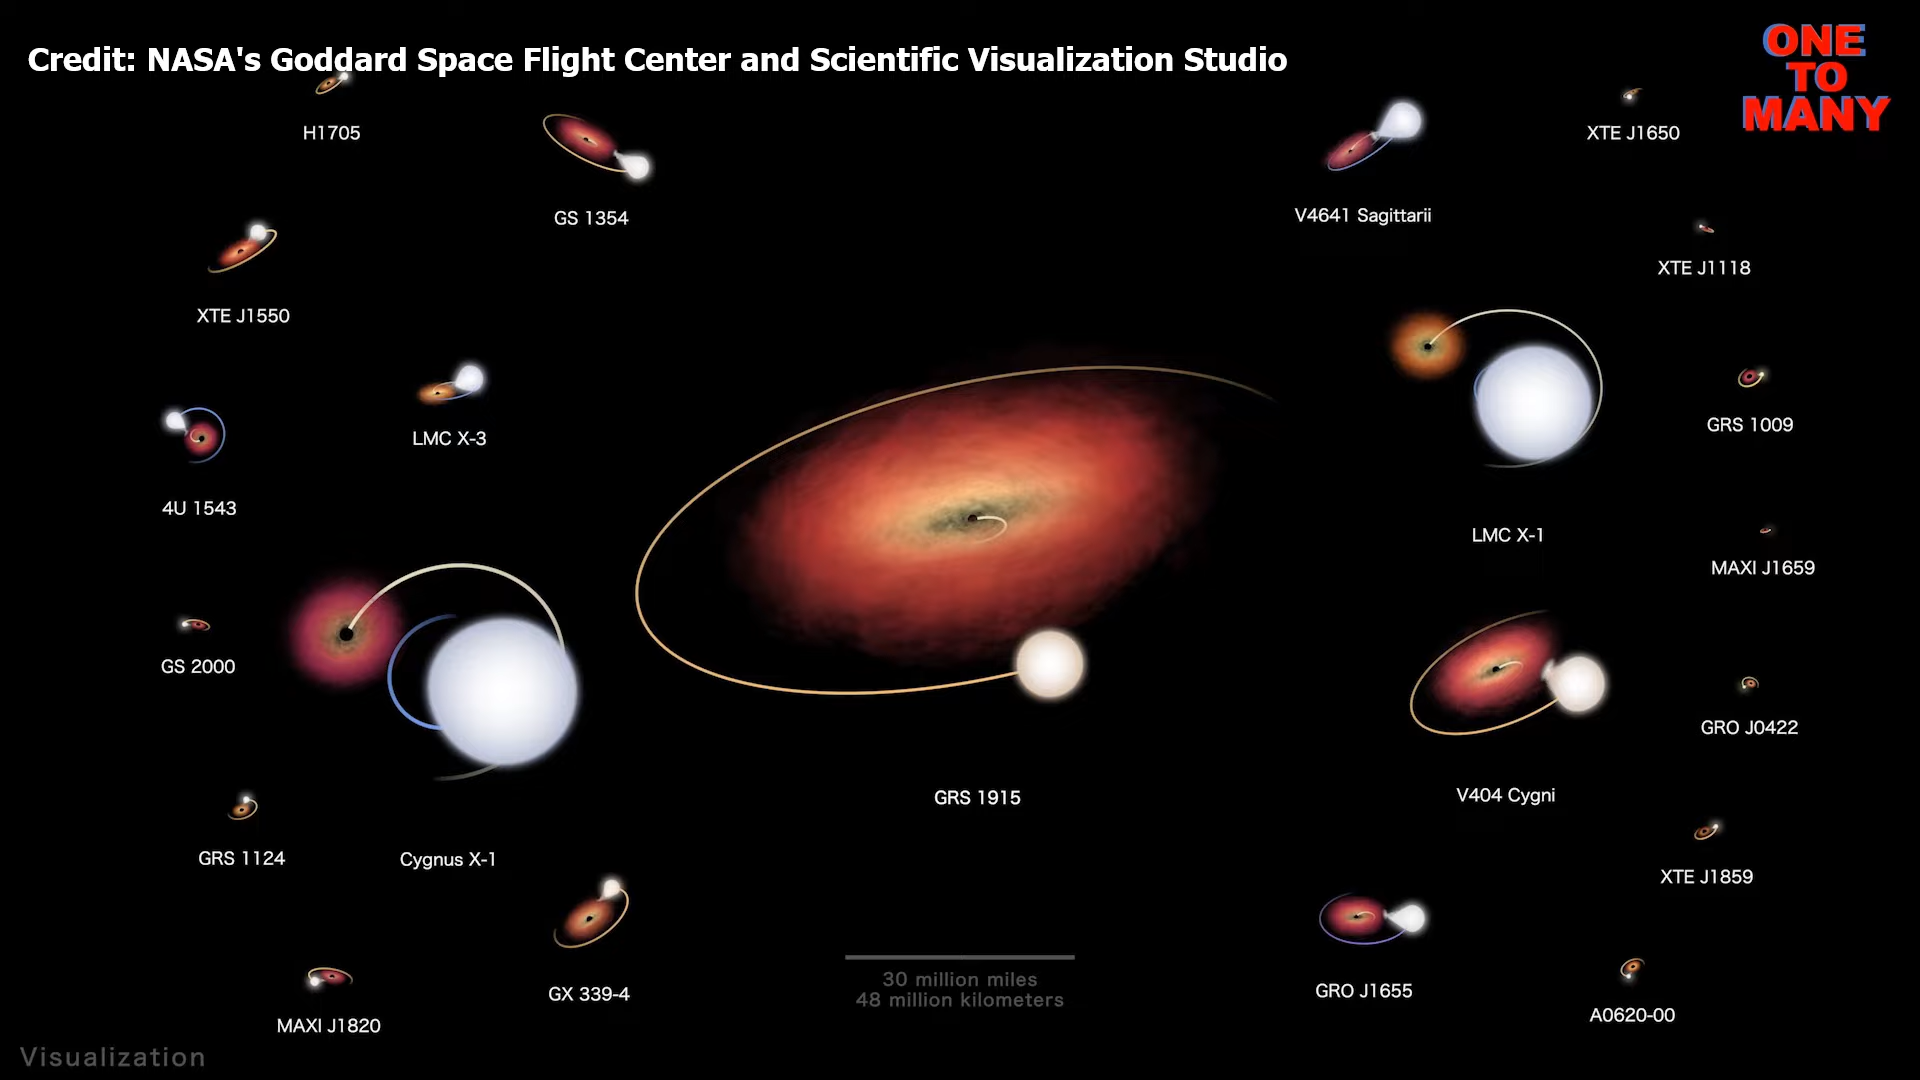 Credit: NASA's Goddard Space Flight Center and Scientific Visualization Studio
ONE
TO
MANY
H1705
XTE J1650
GS 1354
V4641 Sagittarii
XTE J1118
XTE J1550
LMC X-3
GRS 1009
4U 1543
LMC X-1
MAXI J1659
GS 2000
GRO J0422
GRS 1915
V404 Cygni
GRS 1124
Cygnus X-1
XTE J1859
30 million miles
48 million kilometers
GX 339-4
GRO J1655
A0620-00
MAXI J1820
Visualization